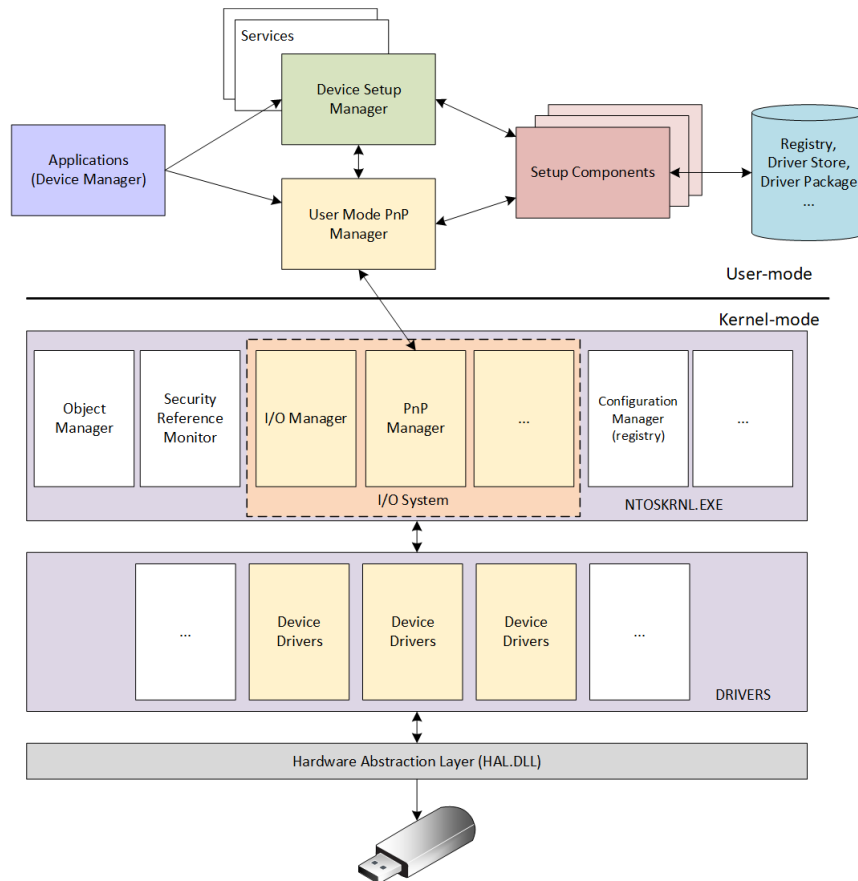 Services
Device Setup
Manager
Applications
(Device Manager)
Setup Components
Registry,
Driver Store,
Driver Package
...
User Mode PnP
Manager
User-mode
Kernel-mode
Object
Manager
Security
Reference
Monitor
I/O Manager
PnP
Manager
...
Configuration
Manager
(registry)
...
I/O System
NTOSKRNL.EXE
...
Device
Drivers
Device
Drivers
Device
Drivers
...
DRIVERS
Hardware Abstraction Layer (HAL.DLL)